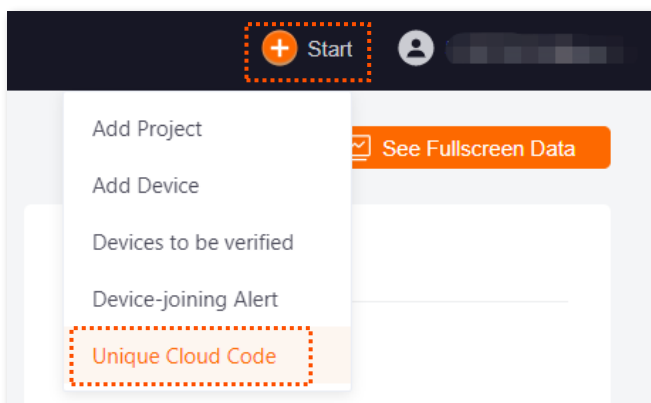 Start
Add Project
See Fullscreen Data
Add Device
Devices to be verified
Device-joining Alert
Unique Cloud Code